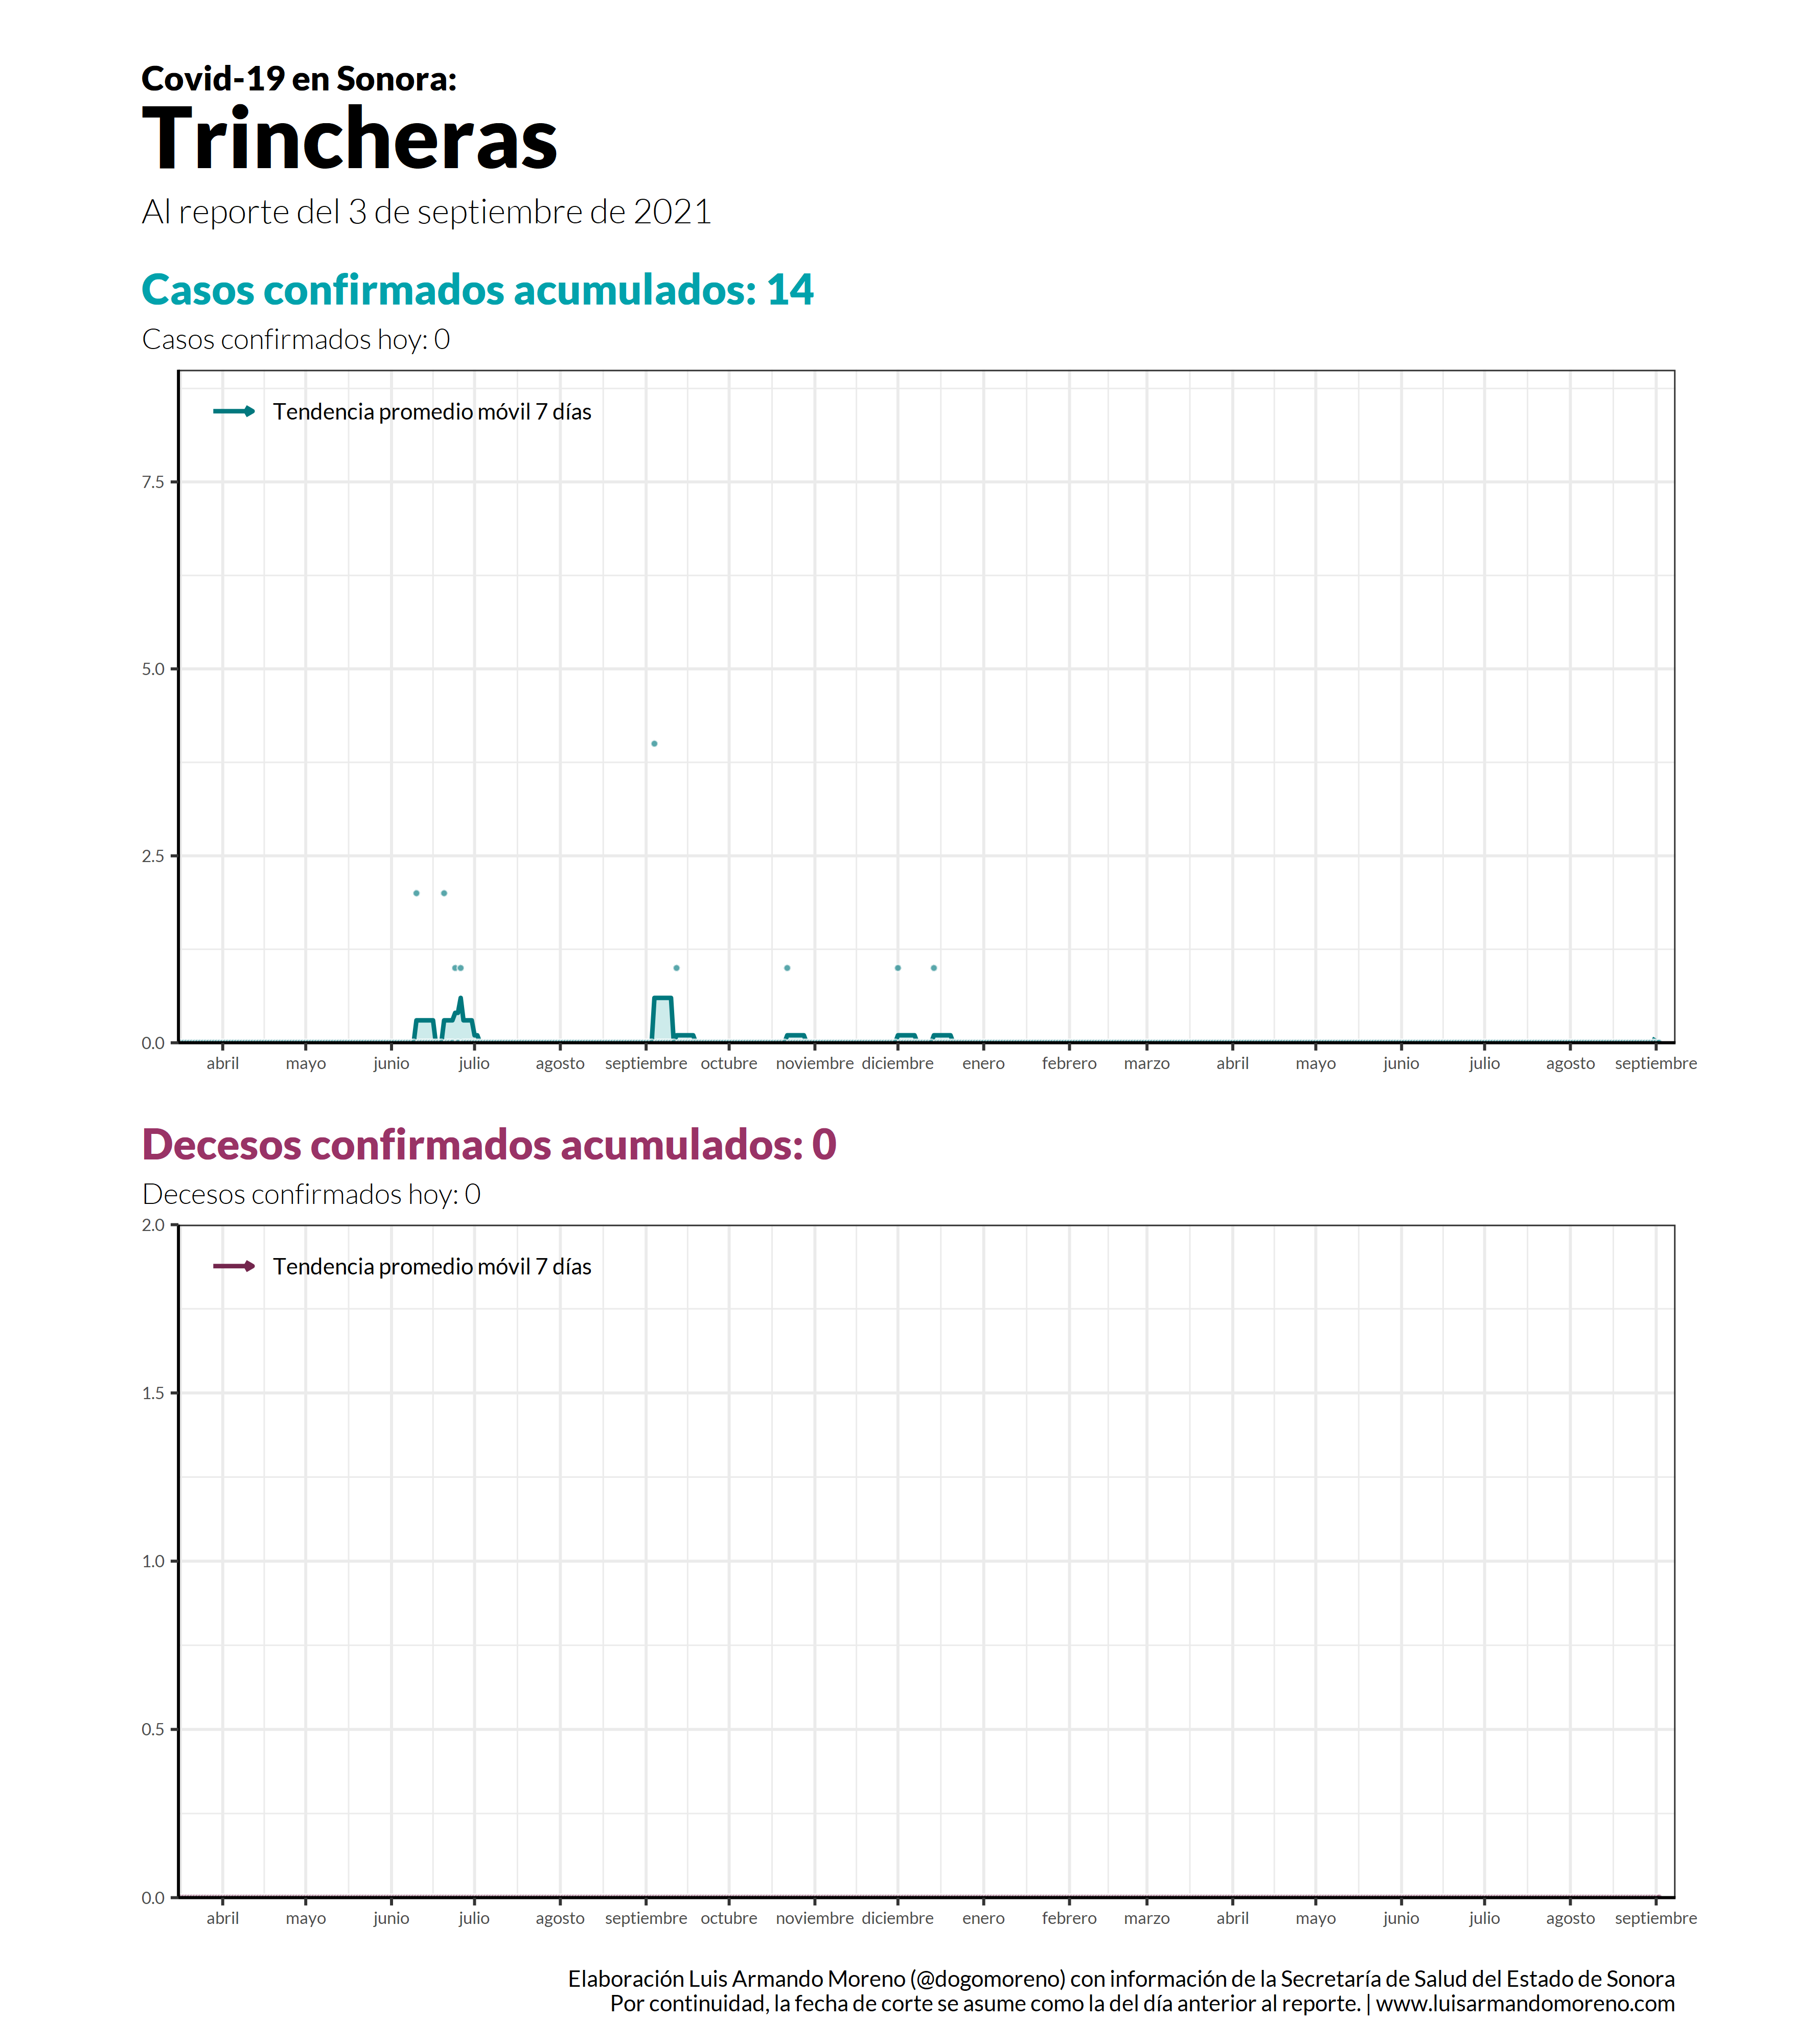 Covid-19 en Sonora:
Trincheras
Al reporte del 3 de septiembre de 2021
Casos confirmados acumulados: 14
Casos confirmados hoy: 0
Tendencia promedio móvil 7 días
7.5
5.0
2.5
0.0
abril mayo junio julio agosto septiembre octubre noviembre diciembre enero febrero marzo abril mayo junio julio agosto septiembre
Decesos confirmados acumulados: 0
Decesos confirmados hoy: 0
2.0
Tendencia promedio móvil 7 días
1.5
1.0
0.5
0.0
abril mayo junio julio agosto septiembre octubre noviembre diciembre enero febrero marzo abril mayo junio julio agosto septiembre
Elaboración Luis Armando Moreno (@dogomoreno) con información de la Secretaría de Salud del Estado de Sonora
Por continuidad, la fecha de corte se asume como la del día anterior al reporte. | www.luisarmandomoreno.com